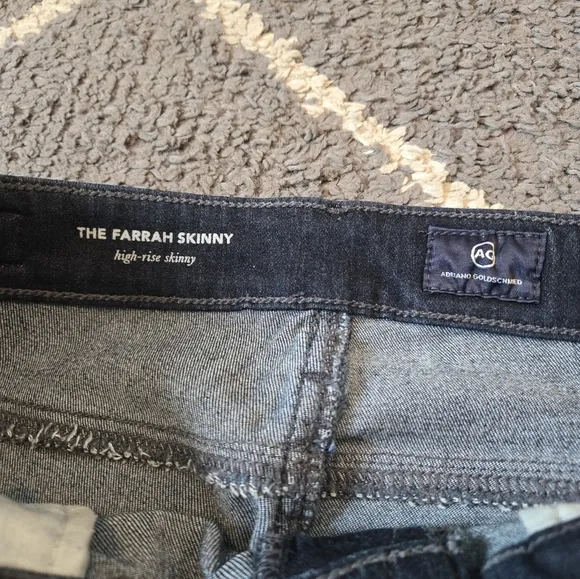 THE FARRAH SKINNY
high-rise skinny
AG
ADRIANO GOLDSCHMIED